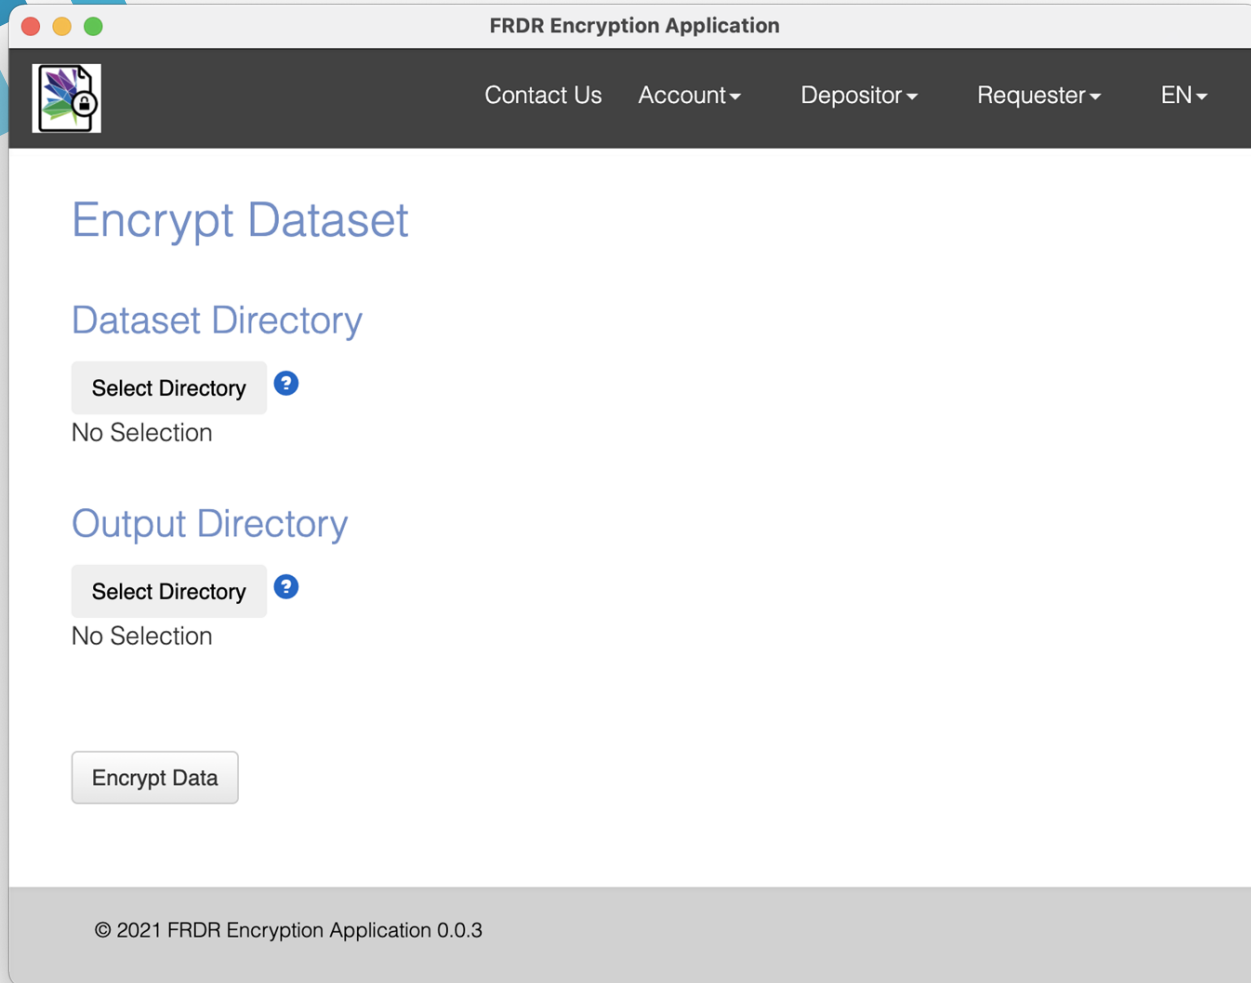 FRDR Encryption Application
Contact Us Account Depositor Requester EN
Encrypt Dataset
Dataset Directory
Select Directory ?
No Selection
Output Directory
Select Directory ?
No Selection
Encrypt Data
© 2021 FRDR Encryption Application 0.0.3